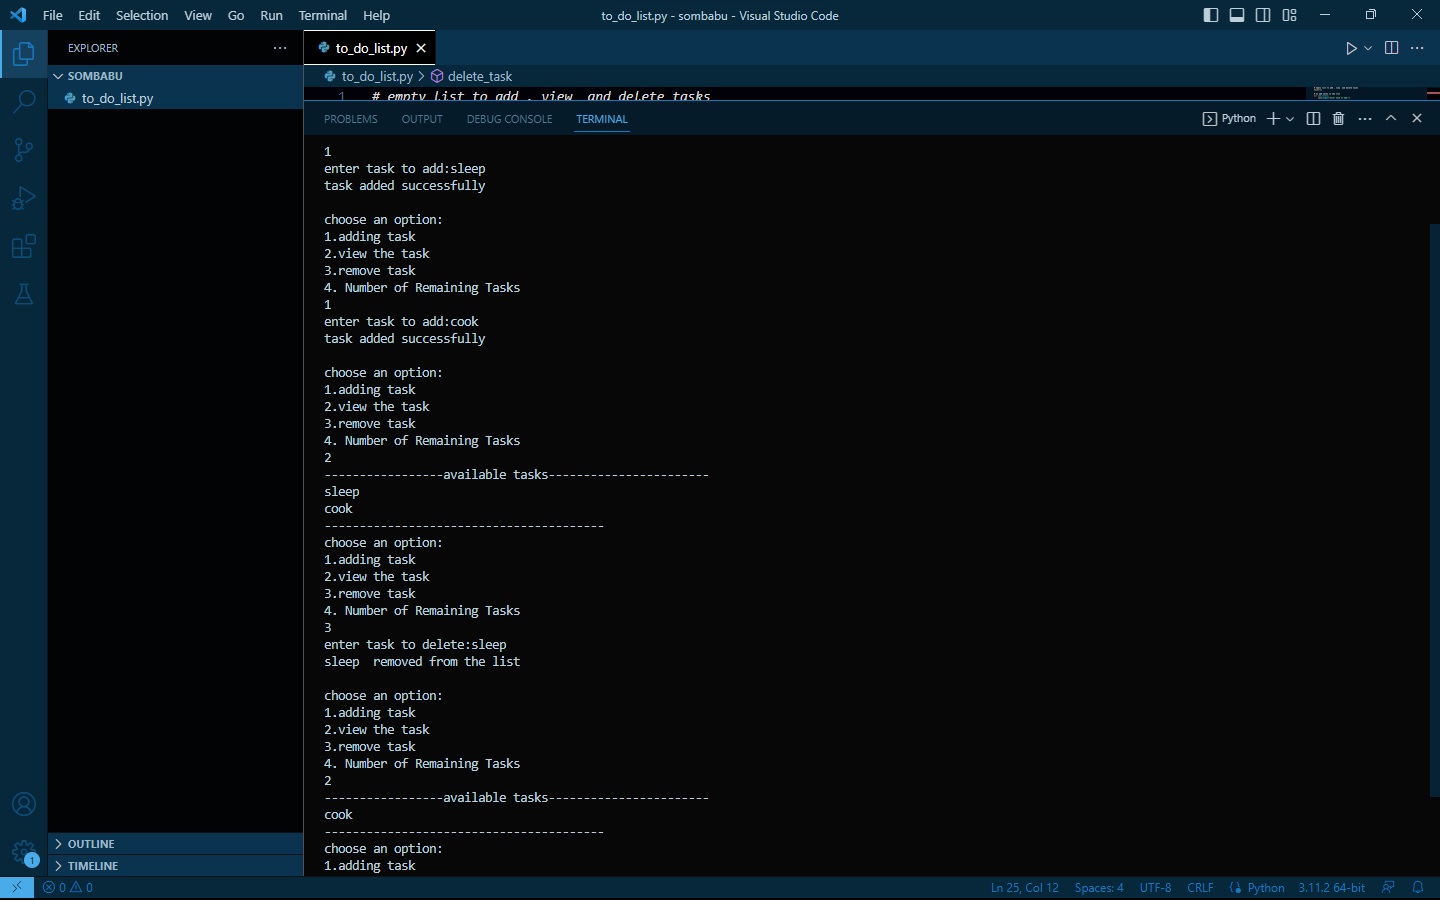 File Edit Selection View Go Run Terminal Help
to_do_list.py - sombabu - Visual Studio Code
EXPLORER
to_do_list.py
SOMBABU
to_do_list.py > delete_task
to_do_list.py
1 # empty list to add , view and delete tasks
PROBLEMS OUTPUT DEBUG CONSOLE TERMINAL
Python
1
enter task to add:sleep
task added successfully
choose an option:
1.adding task
2.view the task
3.remove task
4. Number of Remaining Tasks
1
enter task to add:cook
task added successfully
choose an option:
1.adding task
2.view the task
3.remove task
4. Number of Remaining Tasks
2
-----------------available tasks-----------------------
sleep
cook
----------------------------------------
choose an option:
1.adding task
2.view the task
3.remove task
4. Number of Remaining Tasks
3
enter task to delete:sleep
sleep  removed from the list
choose an option:
1.adding task
2.view the task
3.remove task
4. Number of Remaining Tasks
2
-----------------available tasks-----------------------
cook
----------------------------------------
choose an option:
1.adding task
OUTLINE
TIMELINE
1
0 0
Ln 25, Col 12 Spaces: 4 UTF-8 CRLF Python 3.11.2 64-bit